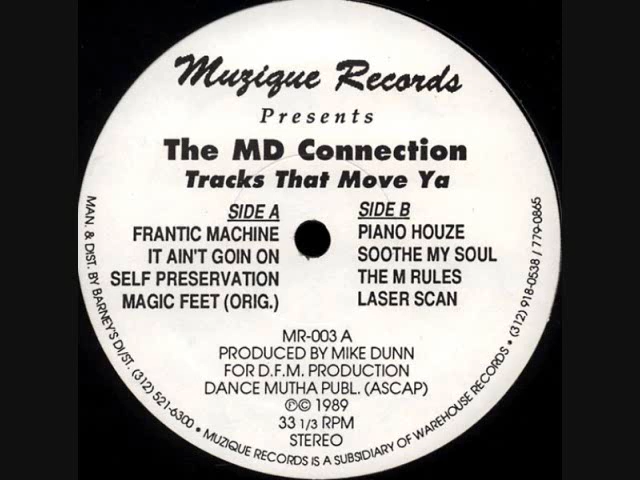 Muzique Records
Presents
The MD Connection
Tracks That Move Ya
SIDE A
FRANTIC MACHINE
IT AIN'T GOIN ON
SELF PRESERVATION
MAGIC FEET (ORIG.)
SIDE B
PIANO HOUZE
SOOTHE MY SOUL
THE M RULES
LASER SCAN
MR-003 A
PRODUCED BY MIKE DUNN
FOR D.F.M. PRODUCTION
DANCE MUTHA PUBL. (ASCAP)
℗© 1989
33 1/3 RPM
STEREO
MAN. & DIST. BY BARNEY'S DI/ST. (312) 521-6300 • MUZIQUE RECORDS IS A SUBSIDIARY OF WAREHOUSE RECORDS • (312) 918-0538 / 779-0865